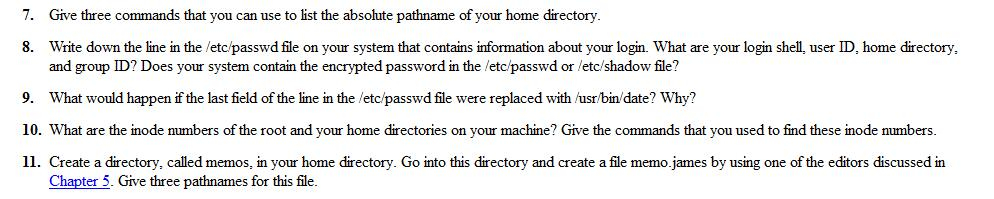 7. Give three commands that you can use to list the absolute pathname of your home directory.
8. Write down the line in the /etc/passwd file on your system that contains information about your login. What are your login shell, user ID, home directory,
and group ID? Does your system contain the encrypted password in the /etc/passwd or /etc/shadow file?
9. What would happen if the last field of the line in the /etc/passwd file were replaced with /usr/bin/date? Why?
10. What are the inode numbers of the root and your home directories on your machine? Give the commands that you used to find these inode numbers.
11. Create a directory, called memos, in your home directory. Go into this directory and create a file memo.james by using one of the editors discussed in
Chapter 5. Give three pathnames for this file.